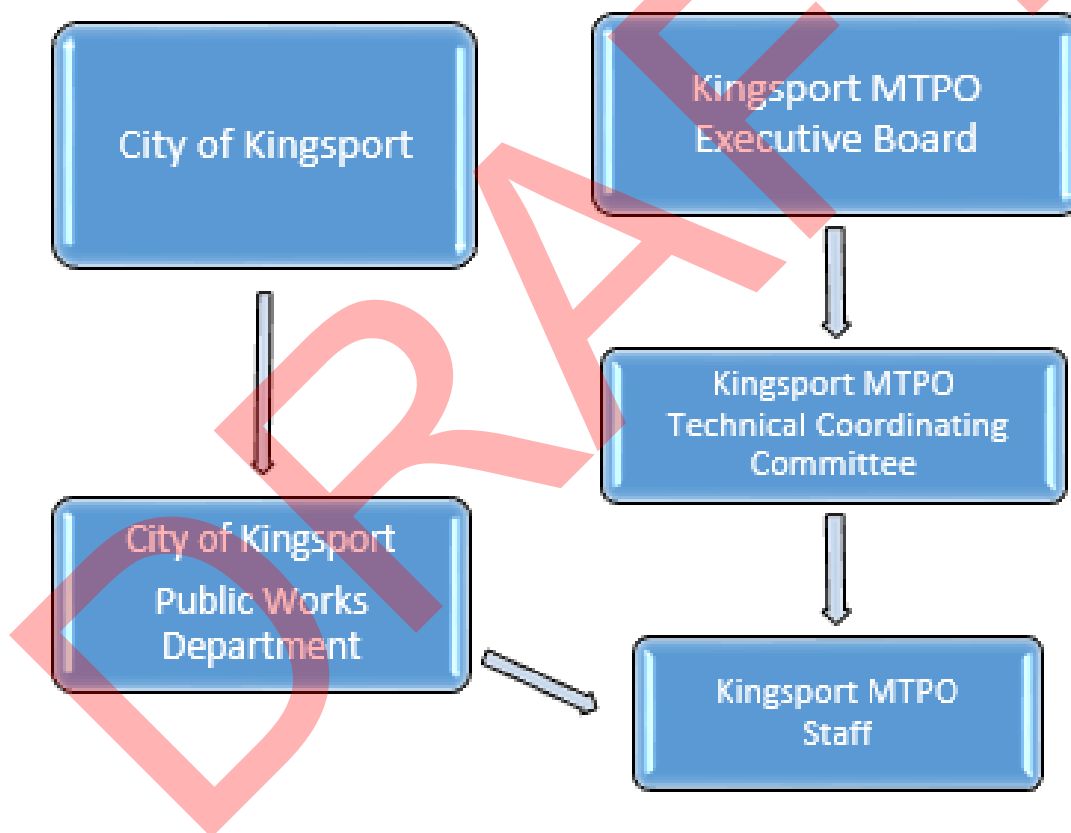 City of Kingsport
Kingsport MTPO
Executive Board
Kingsport MTPO
Technical Coordinating
Committee
City of Kingsport
Public Works
Department
Kingsport MTPO
Staff
DRAF